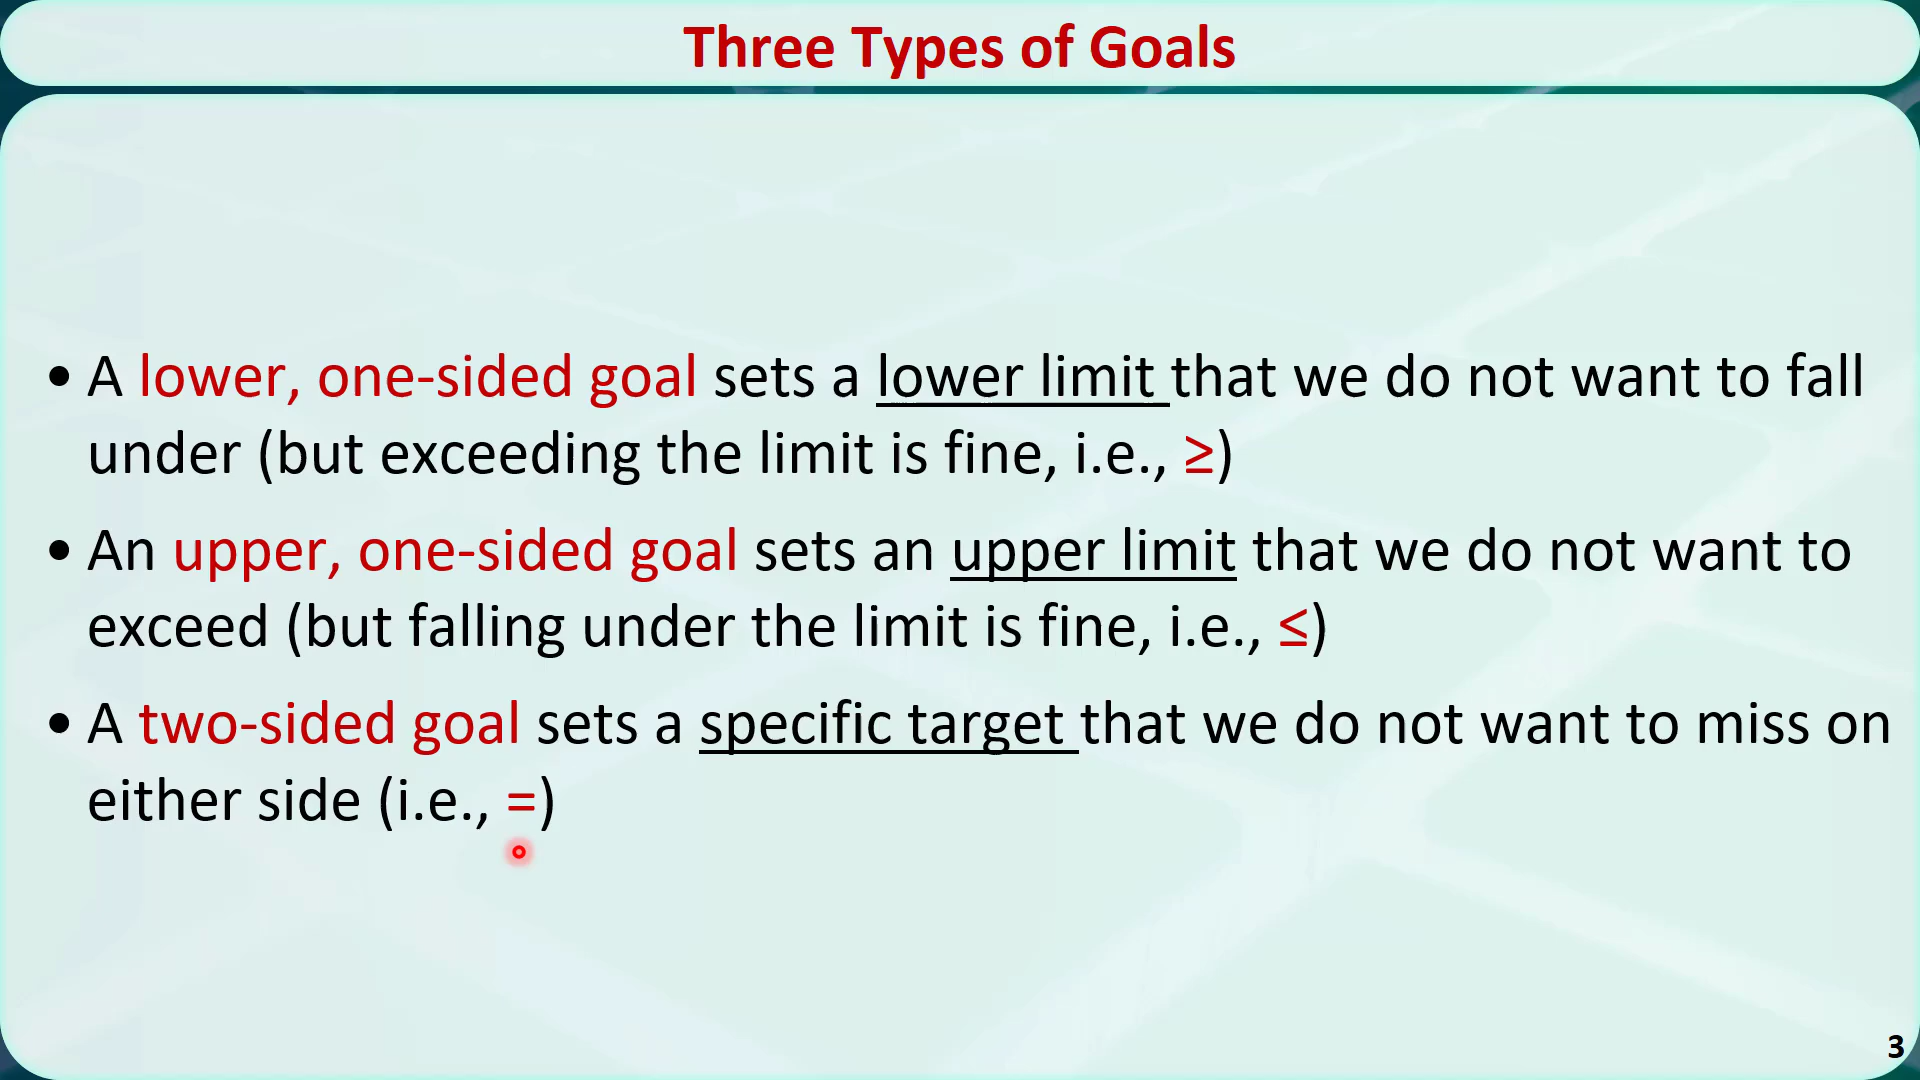 Three Types of Goals
• A lower, one-sided goal sets a lower limit that we do not want to fall
under (but exceeding the limit is fine, i.e., ≥)
• An upper, one-sided goal sets an upper limit that we do not want to
exceed (but falling under the limit is fine, i.e., ≤)
• A two-sided goal sets a specific target that we do not want to miss on
either side (i.e., =)
3